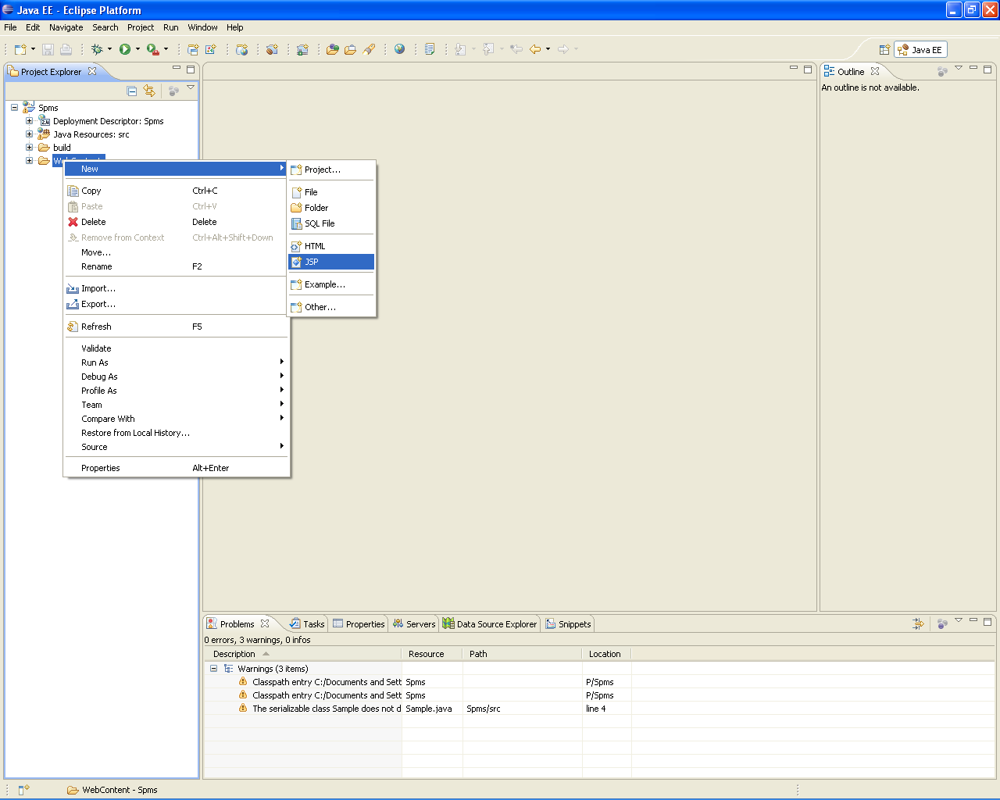 Java EE - Eclipse Platform
File Edit Navigate Search Project Run Window Help
Java EE
Project Explorer
Outline
An outline is not available.
Spms
Deployment Descriptor: Spms
Java Resources: src
build
New
Copy Ctrl+C
Paste Ctrl+V
Delete Delete
Remove from Context Ctrl+Alt+Shift+Down
Move...
Rename F2
Import...
Export...
Refresh F5
Validate
Run As
Debug As
Profile As
Team
Compare With
Restore from Local History...
Source
Properties Alt+Enter
Project...
File
Folder
SQL File
HTML
JSP
Example...
Other...
Problems Tasks Properties Servers Data Source Explorer Snippets
0 errors, 3 warnings, 0 infos
Description Resource Path Location
Warnings (3 items)
Classpath entry C:/Documents and Sett Spms P/Spms
Classpath entry C:/Documents and Sett Spms P/Spms
The serializable class Sample does not d Sample.java Spms/src line 4
WebContent - Spms